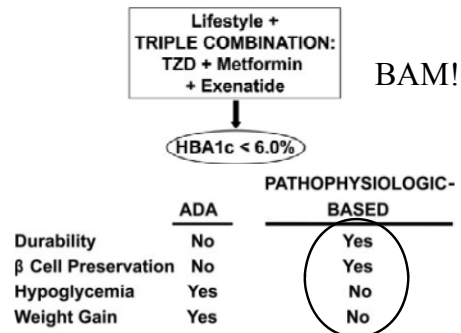 Lifestyle +
TRIPLE COMBINATION:
TZD + Metformin
+ Exenatide
BAM!
HBA1c < 6.0%
PATHOPHYSIOLOGIC-
ADA BASED
Durability No Yes
β Cell Preservation No Yes
Hypoglycemia Yes No
Weight Gain Yes No